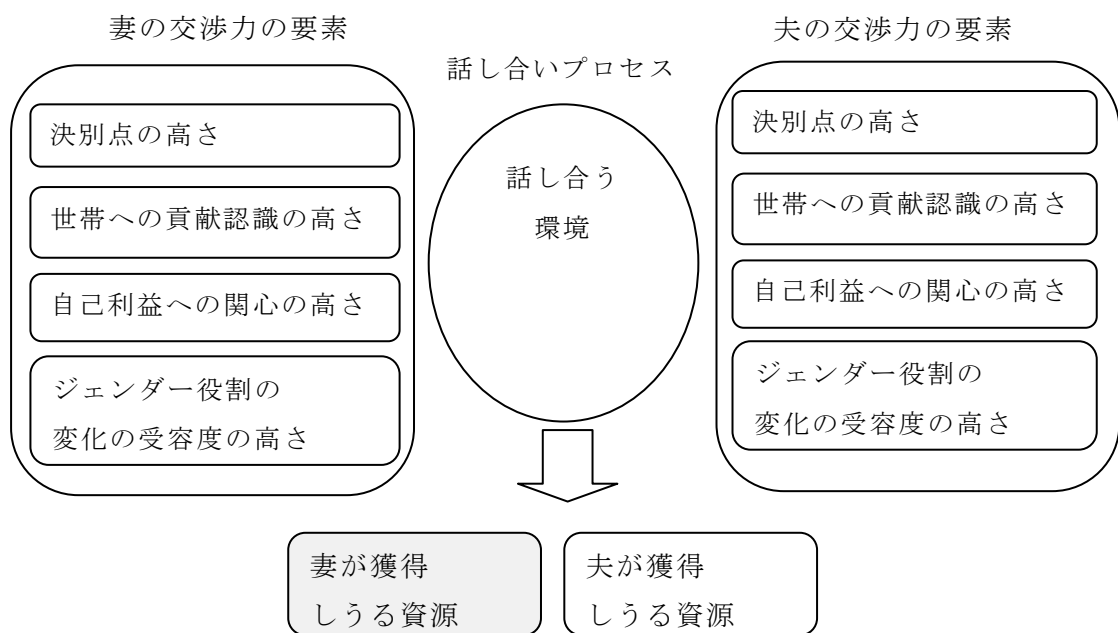 妻の交渉力の要素
決別点の高さ
世帯への貢献認識の高さ
自己利益への関心の高さ
ジェンダー役割の
変化の受容度の高さ
話し合いプロセス
話し合う
環境
夫の交渉力の要素
決別点の高さ
世帯への貢献認識の高さ
自己利益への関心の高さ
ジェンダー役割の
変化の受容度の高さ
妻が獲得
しうる資源
夫が獲得
しうる資源